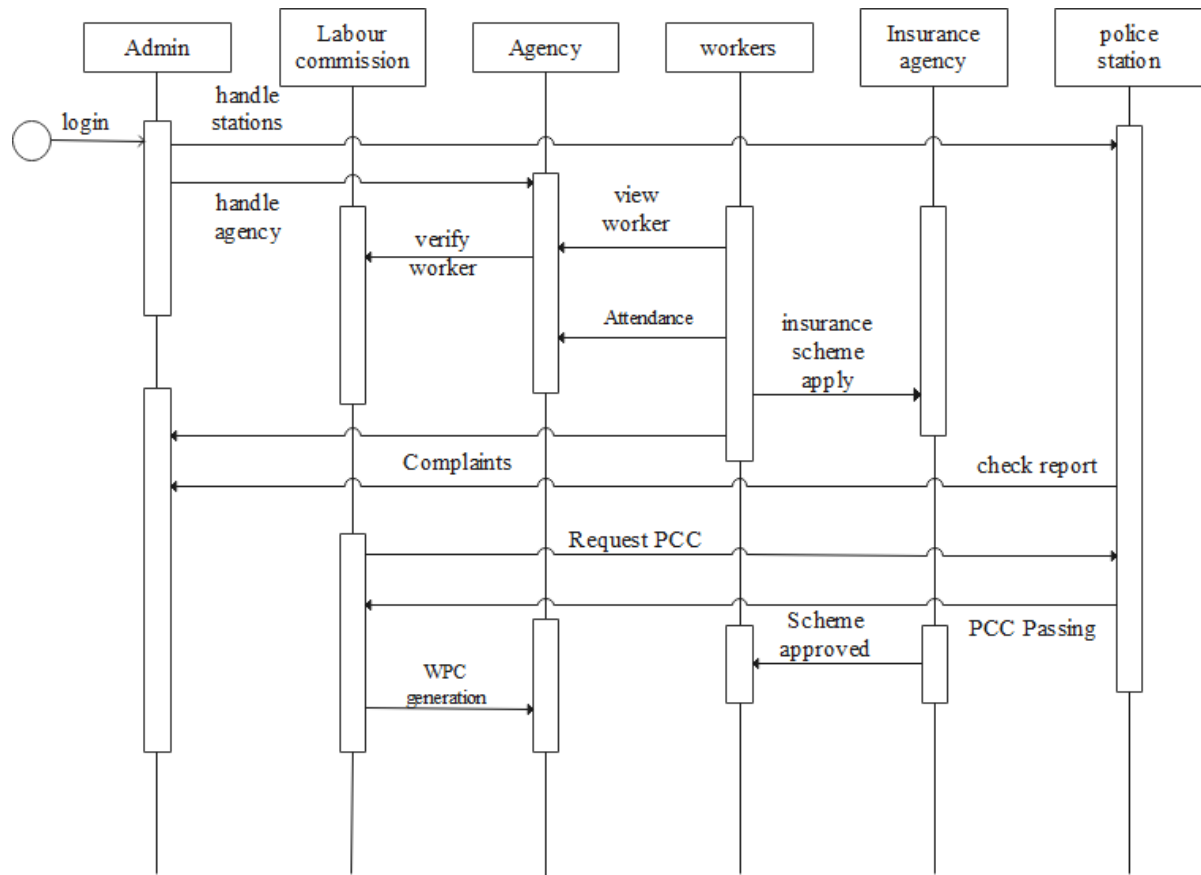 Admin
Labour
commission
Agency
workers
Insurance
agency
police
station
login
handle
stations
handle
agency
view
worker
verify
worker
Attendance
insurance
scheme
apply
Complaints
check report
Request PCC
PCC Passing
Scheme
approved
WPC
generation